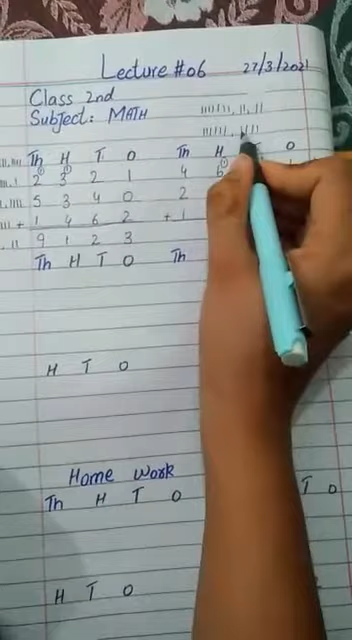 Lecture #06 27/3/2021
Class 2nd
Subject: MATH
Th H T O Th H O
2 3 2 1 4 6
5 3 4 0 2
+ 1 4 6 2 + 1
9 1 2 3
Th H T O Th
H T O
Home Work
Th H T O T O
H T O